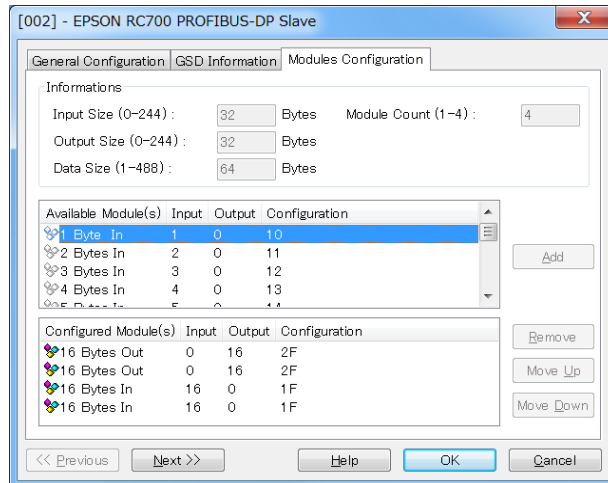 [002] - EPSON RC700 PROFIBUS-DP Slave
General Configuration GSD Information Modules Configuration
Informations
Input Size (0-244) : 32 Bytes Module Count (1-4) : 4
Output Size (0-244) : 32 Bytes
Data Size (1-488) : 64 Bytes
Available Module(s) Input Output Configuration
1 Byte In 1 0 10
2 Bytes In 2 0 11
3 Bytes In 3 0 12
4 Bytes In 4 0 13
Add
Configured Module(s) Input Output Configuration
16 Bytes Out 0 16 2F
16 Bytes Out 0 16 2F
16 Bytes In 16 0 1F
16 Bytes In 16 0 1F
Remove
Move Up
Move Down
<< Previous Next >> Help OK Cancel